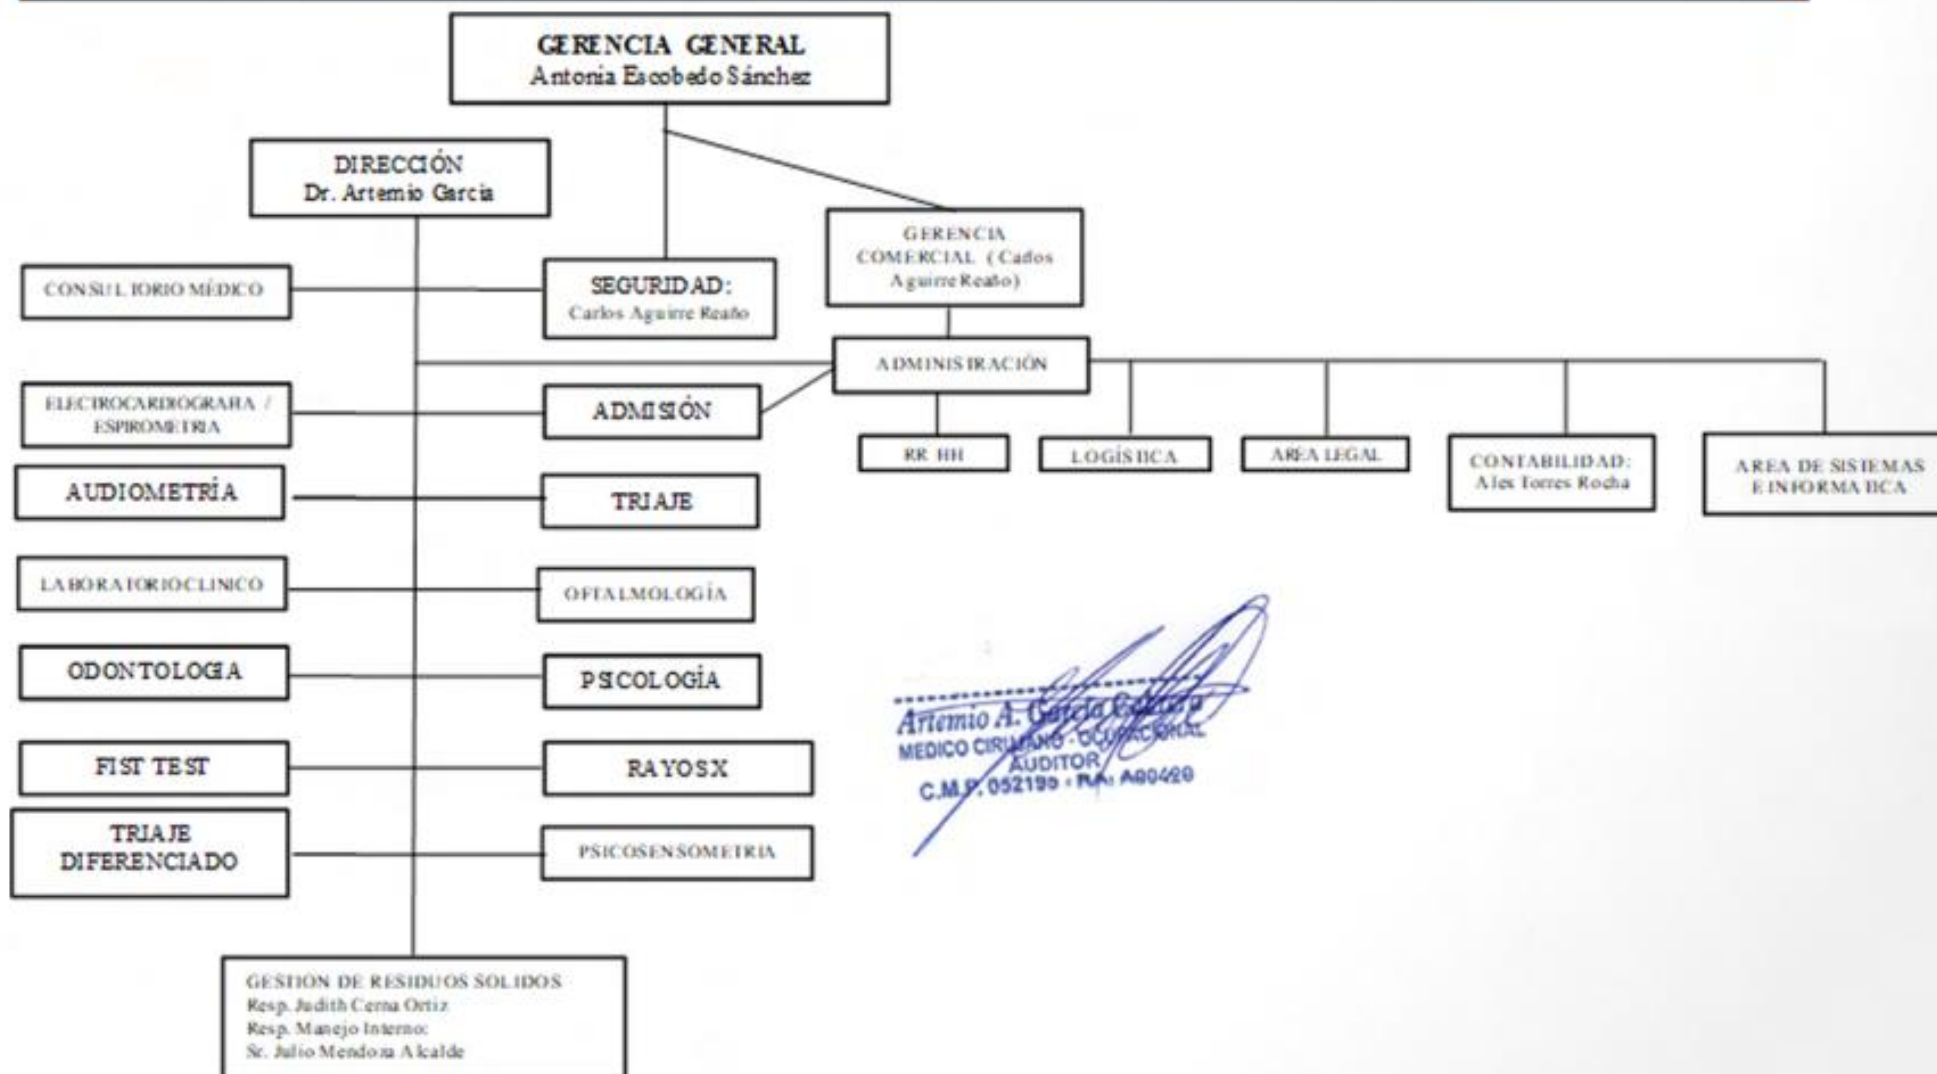 GERENCIA GENERAL
Antonia Escobedo Sánchez
DIRECCIÓN
Dr. Artemio Garcia
GERENCIA
COMERCIAL ( Carlos
Aguirre Reaño)
CONSULTORIO MÉDICO
SEGURIDAD:
Carlos Aguirre Reaño
ADMINISTRACIÓN
ELECTROCARDIOGRAFIA /
ESPIROMETRIA
ADMISIÓN
RR HH
LOGÍSTICA
AREA LEGAL
CONTABILIDAD:
Alex Torres Rocha
AREA DE SISTEMAS
E INFORMATICA
AUDIOMETRÍA
TRIAJE
LABORATORIO CLINICO
OFTALMOLOGÍA
ODONTOLOGIA
PSICOLOGÍA
FIST TEST
RAYOS X
TRIAJE
DIFERENCIADO
PSICOSENSOMETRIA
Artemio A. García
MEDICO CIRUJANO - OCUPACIONAL
AUDITOR
C.M.P.
GESTION DE RESIDUOS SOLIDOS
Resp. Judith Cerna Ortiz
Resp. Manejo Interno:
Sr. Julio Mendoza Alcalde